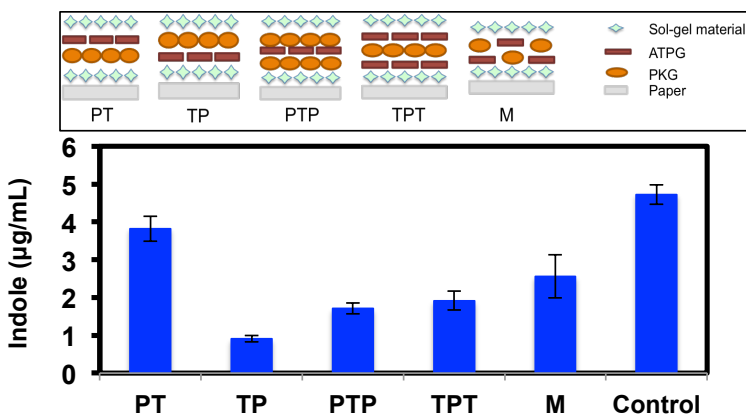 Sol-gel material
ATPG
PKG
Paper
PT TP PTP TPT M
6
5
4
3
2
1
0
Indole (µg/mL)
PT TP PTP TPT M Control